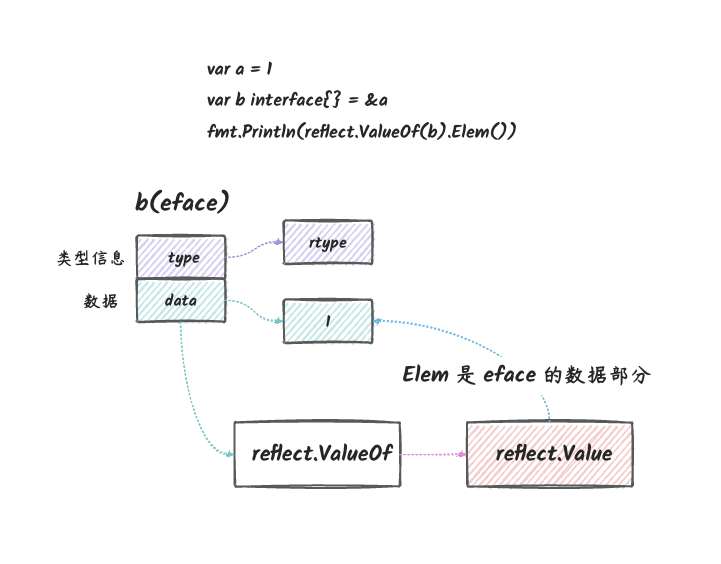 var a = 1
var b interface{} = &a
fmt.Println(reflect.ValueOf(b).Elem())
b(eface)
类型信息
type
rtype
数据
data
1
Elem 是 eface 的数据部分
reflect.ValueOf
reflect.Value